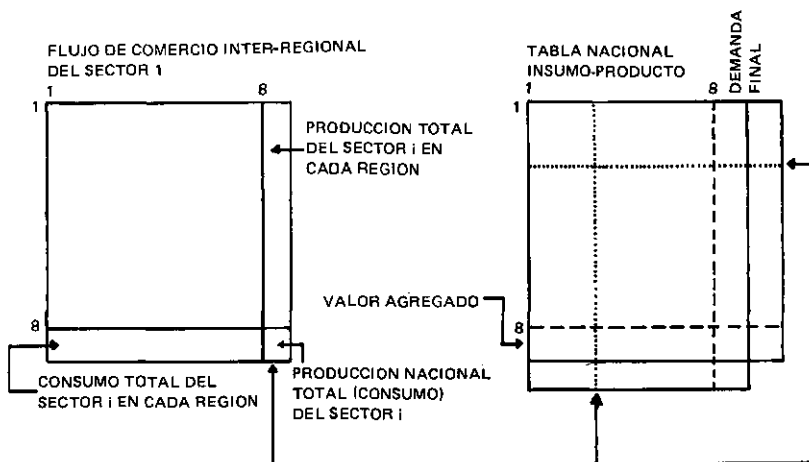 FLUJO DE COMERCIO INTER-REGIONAL
DEL SECTOR 1
1
8
1
8
PRODUCCION TOTAL
DEL SECTOR i EN
CADA REGION
CONSUMO TOTAL DEL
SECTOR i EN CADA REGION
PRODUCCION NACIONAL
TOTAL (CONSUMO)
DEL SECTOR i
TABLA NACIONAL
INSUMO-PRODUCTO
DEMANDA
FINAL
1
8
1
8
VALOR AGREGADO